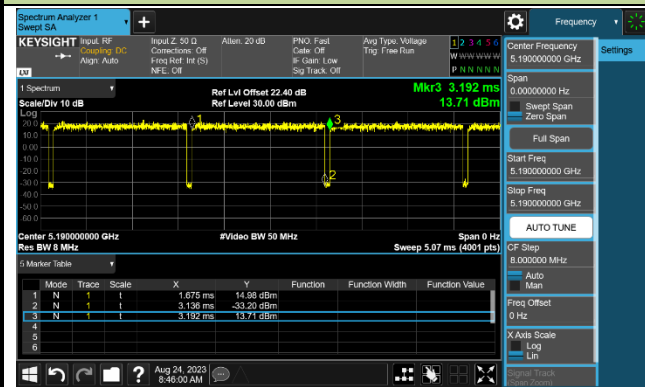 Spectrum Analyzer 1
Swept SA
Frequency
KEYSIGHT
Input: RF
Coupling: DC
Align: Auto
Input Z: 50 Ω
Corrections: Off
Freq Ref: Int (S)
NFE: Off
Atten: 20 dB
PNO: Fast
Gate: Off
IF Gain: Low
Sig Track: Off
Avg Type: Voltage
Trig: Free Run
1 2 3 4 5 6
W W W W W W
P N N N N N
LXI
1 Spectrum
Scale/Div 10 dB
Ref Lvl Offset 22.40 dB
Ref Level 30.00 dBm
Mkr3 3.192 ms
13.71 dBm
Log
20.0
10.0
0.00
-10.0
-20.0
-30.0
-40.0
-50.0
-60.0
1
2
3
Center 5.190000000 GHz
Res BW 8 MHz
#Video BW 50 MHz
Span 0 Hz
Sweep 5.07 ms (4001 pts)
5 Marker Table
Mode Trace Scale X Y Function Function Width Function Value
1 N 1 t 1.675 ms 14.98 dBm
2 N 1 t 3.136 ms -33.20 dBm
3 N 1 t 3.192 ms 13.71 dBm
4
5
6
Aug 24, 2023
8:46:00 AM
Center Frequency
5.190000000 GHz
Settings
Span
0.00000000 Hz
Swept Span
Zero Span
Full Span
Start Freq
5.190000000 GHz
Stop Freq
5.190000000 GHz
AUTO TUNE
CF Step
8.000000 MHz
Auto
Man
Freq Offset
0 Hz
X Axis Scale
Log
Lin
Signal Track
(Span Zoom)